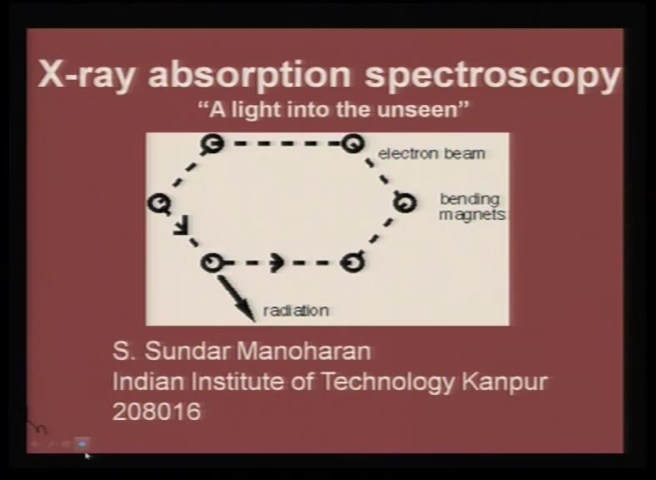 X-ray absorption spectroscopy
“A light into the unseen”
electron beam
bending
magnets
radiation
S. Sundar Manoharan
Indian Institute of Technology Kanpur
208016